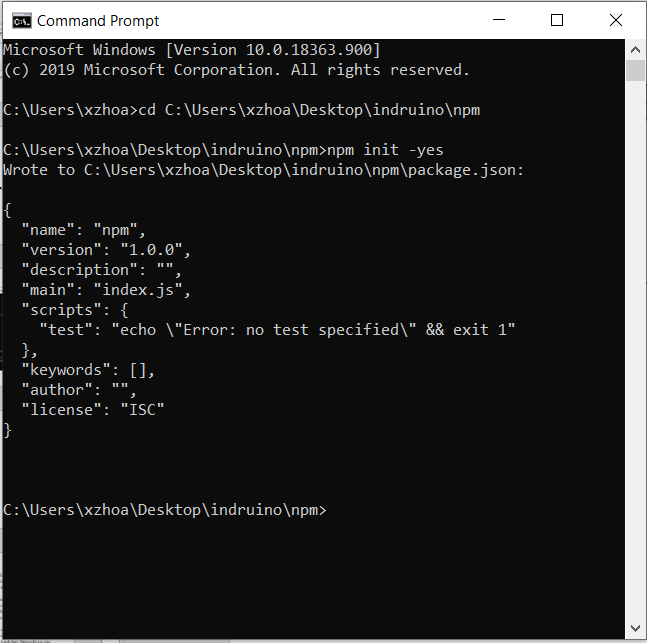 Command Prompt
Microsoft Windows [Version 10.0.18363.900]
(c) 2019 Microsoft Corporation. All rights reserved.
C:\Users\xzhoa>cd C:\Users\xzhoa\Desktop\indruino\npm
C:\Users\xzhoa\Desktop\indruino\npm>npm init -yes
Wrote to C:\Users\xzhoa\Desktop\indruino\npm\package.json:
{
  "name": "npm",
  "version": "1.0.0",
  "description": "",
  "main": "index.js",
  "scripts": {
    "test": "echo \"Error: no test specified\" && exit 1"
  },
  "keywords": [],
  "author": "",
  "license": "ISC"
}
C:\Users\xzhoa\Desktop\indruino\npm>